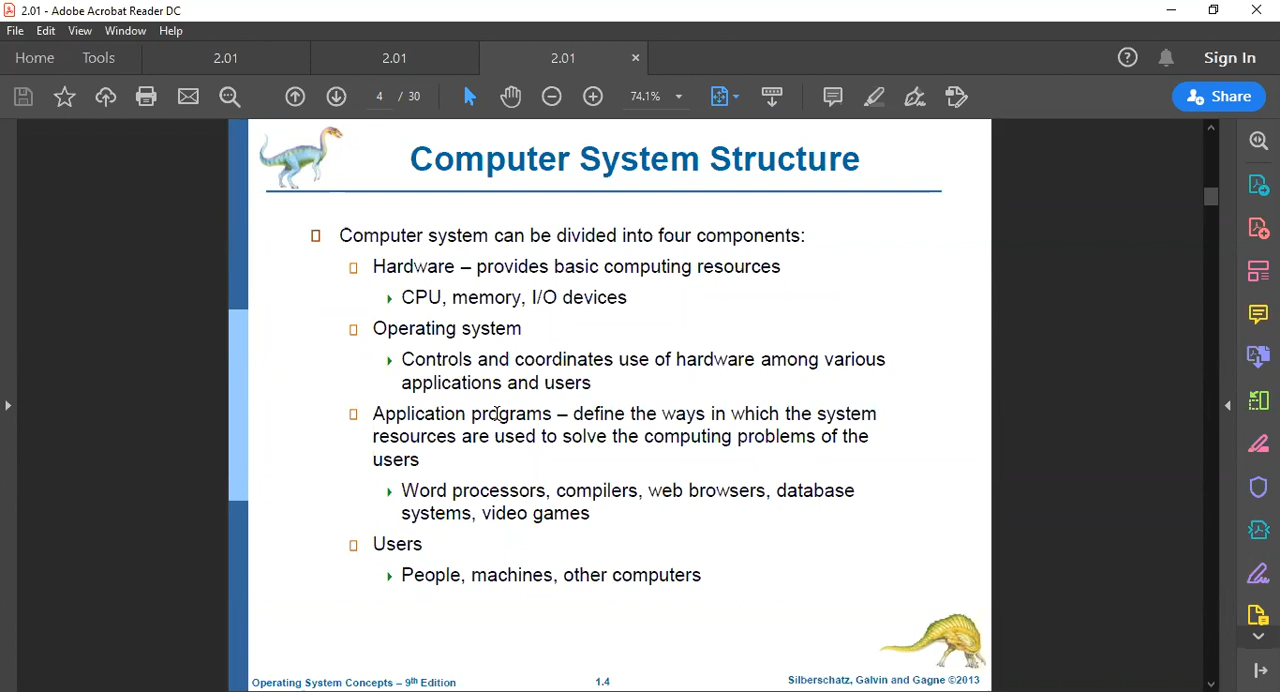 2.01 - Adobe Acrobat Reader DC
File Edit View Window Help
Home Tools 2.01 2.01 2.01 Sign In
4 / 30 74.1% Share
Computer System Structure
Computer system can be divided into four components:
Hardware – provides basic computing resources
CPU, memory, I/O devices
Operating system
Controls and coordinates use of hardware among various
applications and users
Application programs – define the ways in which the system
resources are used to solve the computing problems of the
users
Word processors, compilers, web browsers, database
systems, video games
Users
People, machines, other computers
Operating System Concepts – 9th Edition 1.4 Silberschatz, Galvin and Gagne ©2013